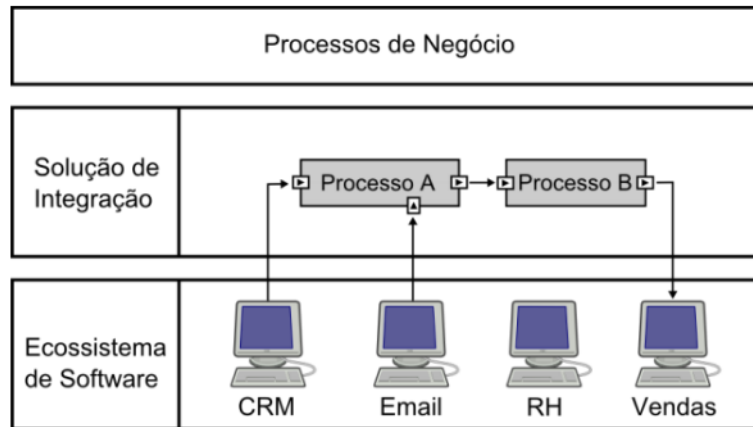 Processos de Negócio
Solução de
Integração
Processo A
Processo B
Ecossistema
de Software
CRM
Email
RH
Vendas